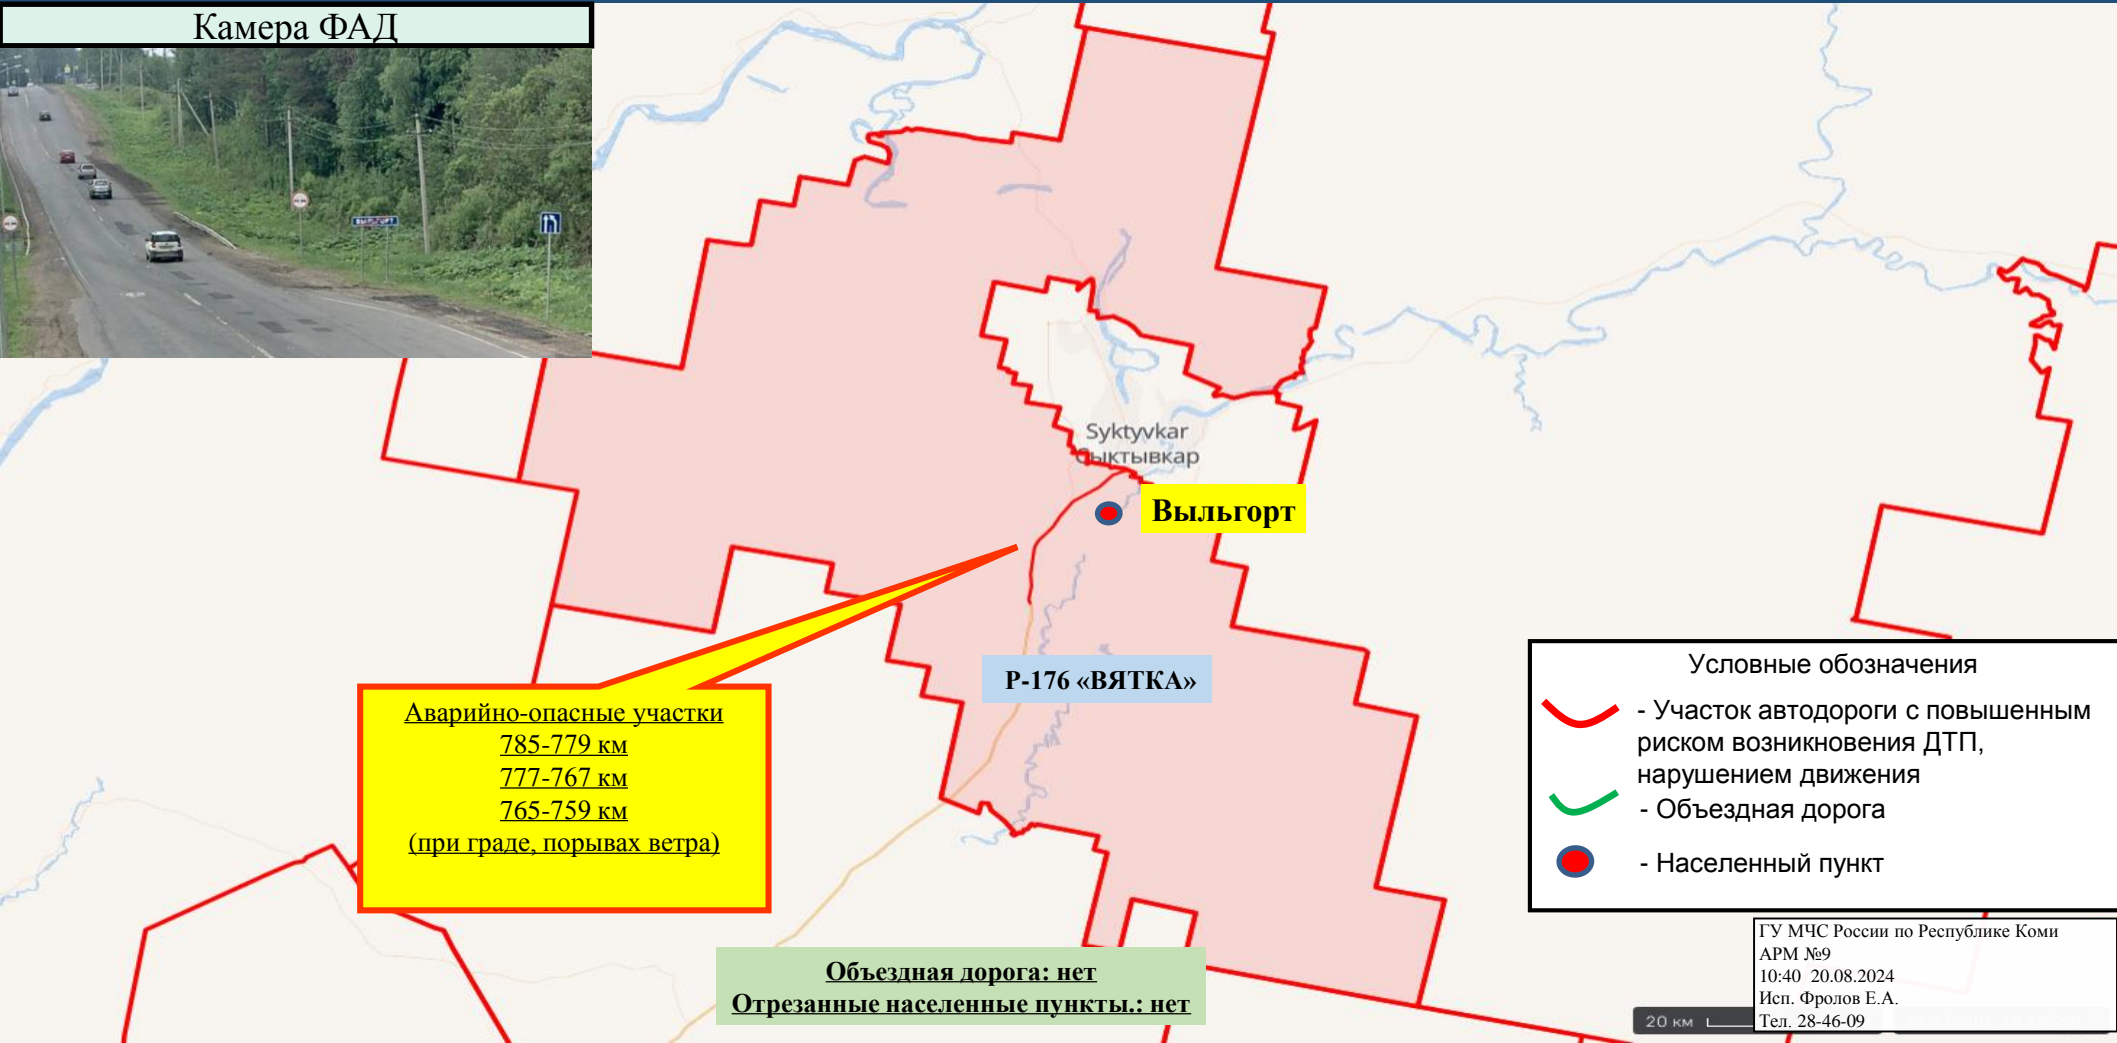 Камера ФАД
ВЫЛЬГОРТ
Syktyvkar
Сыктывкар
Выльгорт
Р-176 «ВЯТКА»
Аварийно-опасные участки
785-779 км
777-767 км
765-759 км
(при граде, порывах ветра)
Условные обозначения
- Участок автодороги с повышенным
риском возникновения ДТП,
нарушением движения
- Объездная дорога
- Населенный пункт
Объездная дорога: нет
Отрезанные населенные пункты.: нет
ГУ МЧС России по Республике Коми
АРМ №9
10:40 20.08.2024
Исп. Фролов Е.А.
Тел. 28-46-09
20 км